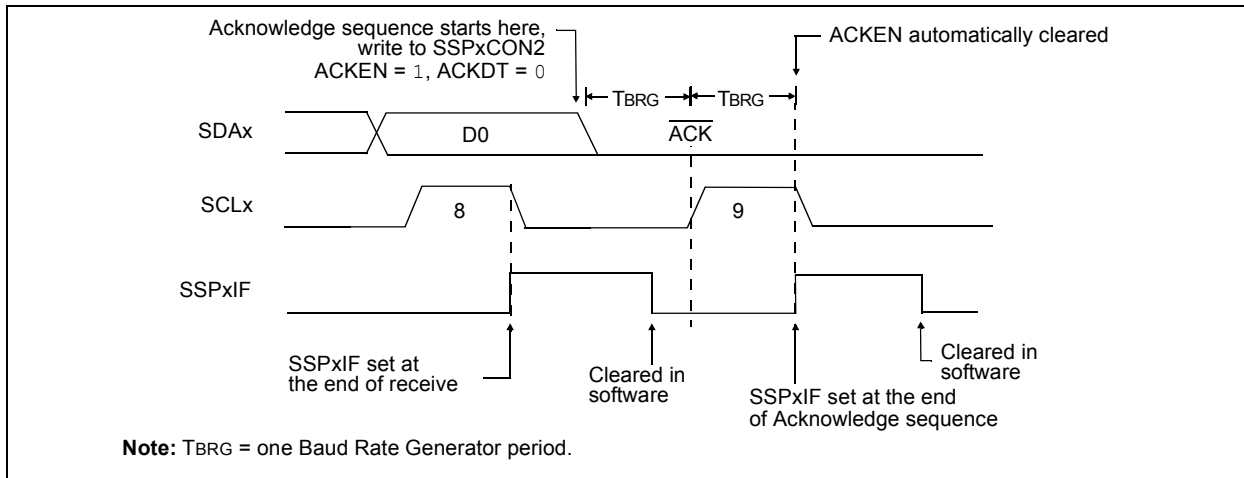 Acknowledge sequence starts here,
write to SSPxCON2
ACKEN = 1, ACKDT = 0
ACKEN automatically cleared
TBRG
TBRG
SDAx
D0
ACK
SCLx
8
9
SSPxIF
SSPxIF set at
the end of receive
Cleared in
software
SSPxIF set at the end
of Acknowledge sequence
Cleared in
software
Note: TBRG = one Baud Rate Generator period.